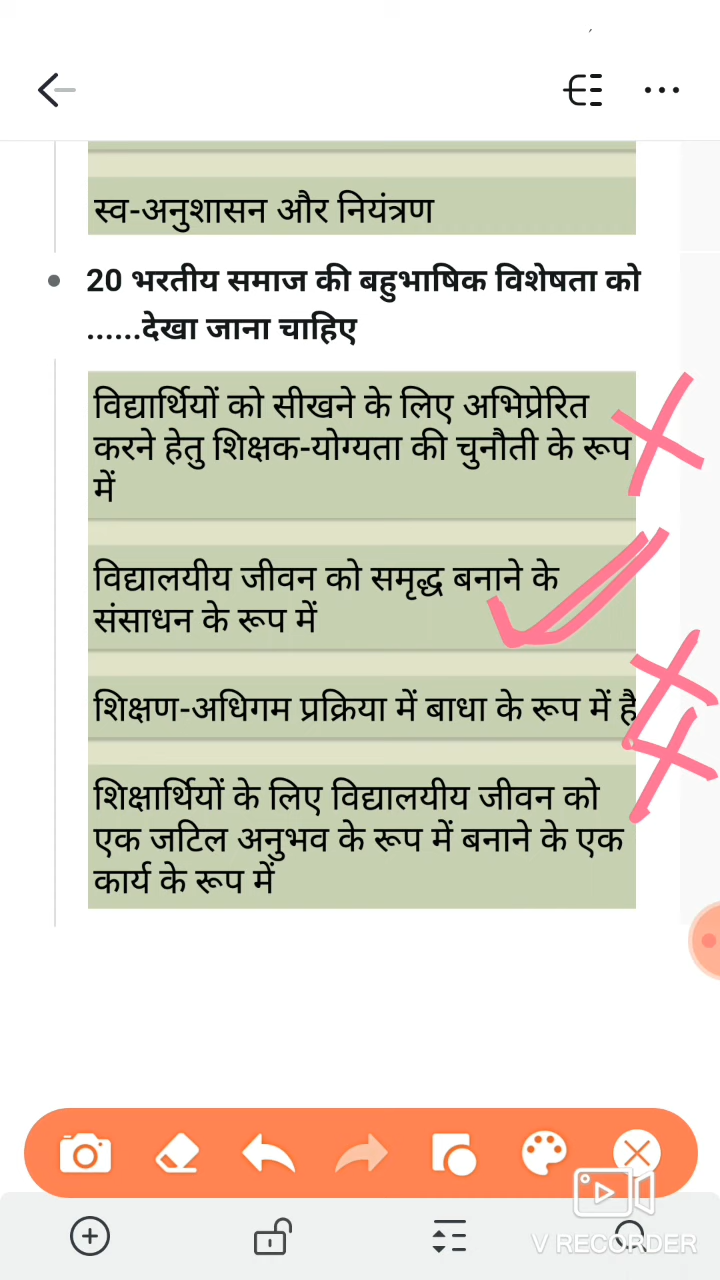 स्व-अनुशासन और नियंत्रण
20 भरतीय समाज की बहुभाषिक विशेषता को
......देखा जाना चाहिए
विद्यार्थियों को सीखने के लिए अभिप्रेरित
करने हेतु शिक्षक-योग्यता की चुनौती के रूप
में
विद्यालयीय जीवन को समृद्ध बनाने के
संसाधन के रूप में
शिक्षण-अधिगम प्रक्रिया में बाधा के रूप में है
शिक्षार्थियों के लिए विद्यालयीय जीवन को
एक जटिल अनुभव के रूप में बनाने के एक
कार्य के रूप में
V RECORDER